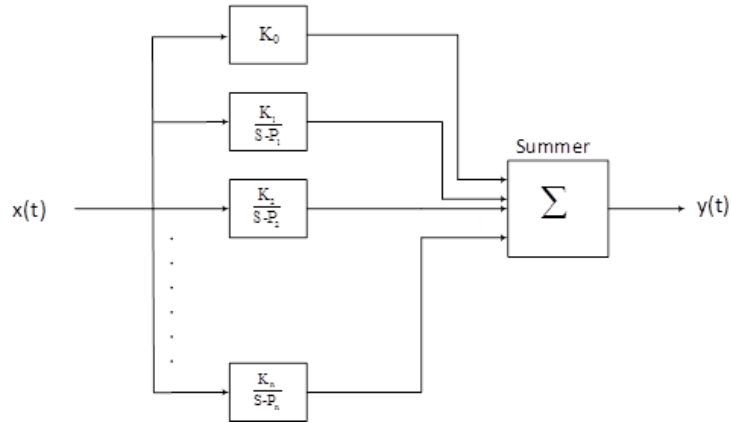 K₀
K₁
S-P₁
Summer
K₂
S-P₂
Σ
x(t)
y(t)
Kₙ
S-Pₙ